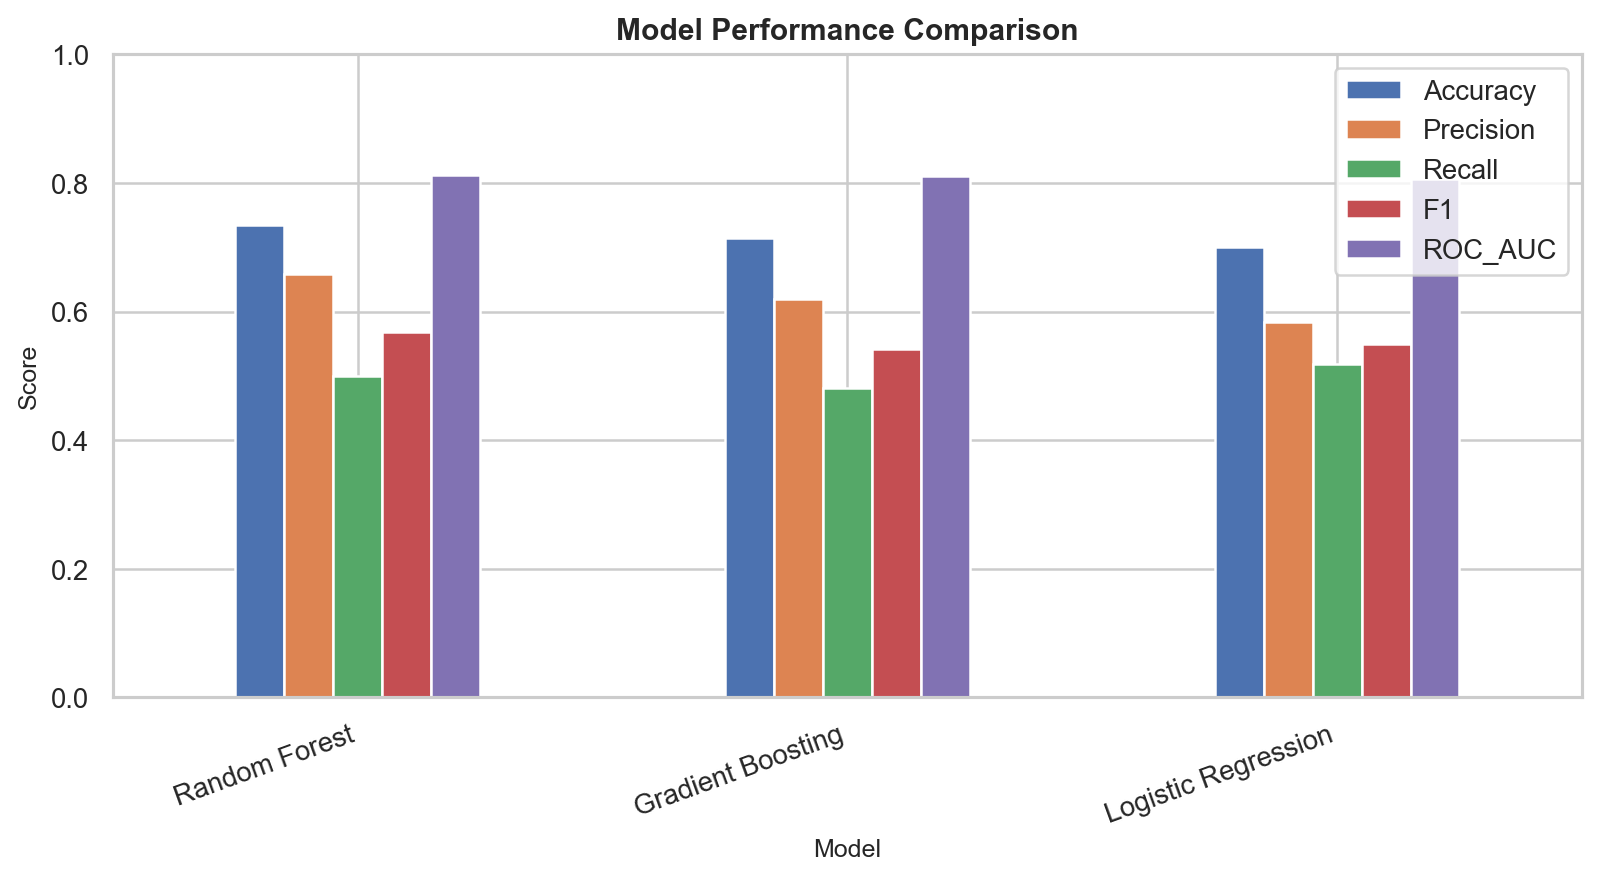 Model Performance Comparison
1.0
0.8
0.6
0.4
0.2
0.0
Score
Accuracy
Precision
Recall
F1
ROC_AUC
Random Forest
Gradient Boosting
Logistic Regression
Model